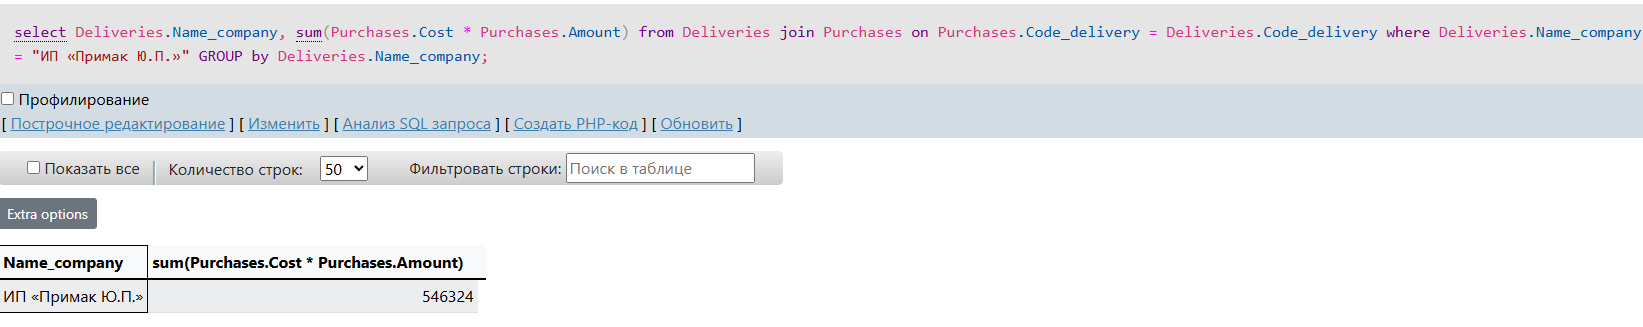 select Deliveries.Name_company, sum(Purchases.Cost * Purchases.Amount) from Deliveries join Purchases on Purchases.Code_delivery = Deliveries.Code_delivery where Deliveries.Name_company
= "ИП «Примак Ю.П.»" GROUP by Deliveries.Name_company;
Профилирование
[ Построчное редактирование ] [ Изменить ] [ Анализ SQL запроса ] [ Создать PHP-код ] [ Обновить ]
Показать все Количество строк: 50 Фильтровать строки: Поиск в таблице
Extra options
Name_company sum(Purchases.Cost * Purchases.Amount)
ИП «Примак Ю.П.» 546324